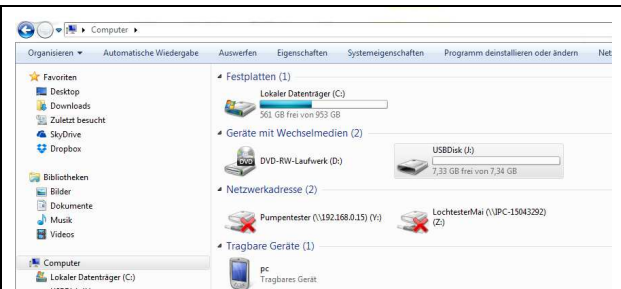 Computer
Organisieren Automatische Wiedergabe Auswerfen Eigenschaften Systemeigenschaften Programm deinstallieren oder ändern Net
Favoriten
Desktop
Downloads
Zuletzt besucht
SkyDrive
Dropbox
Bibliotheken
Bilder
Dokumente
Musik
Videos
Computer
Lokaler Datenträger (C:)
Festplatten (1)
Lokaler Datenträger (C:)
561 GB frei von 953 GB
Geräte mit Wechselmedien (2)
DVD
DVD-RW-Laufwerk (D:)
USBDisk (J:)
7,33 GB frei von 7,34 GB
Netzwerkadresse (2)
Pumpentester (\\192.168.0.15) (Y:)
LochtesterMai (\\IPC-15043292)
(Z:)
Tragbare Geräte (1)
pc
Tragbares Gerät